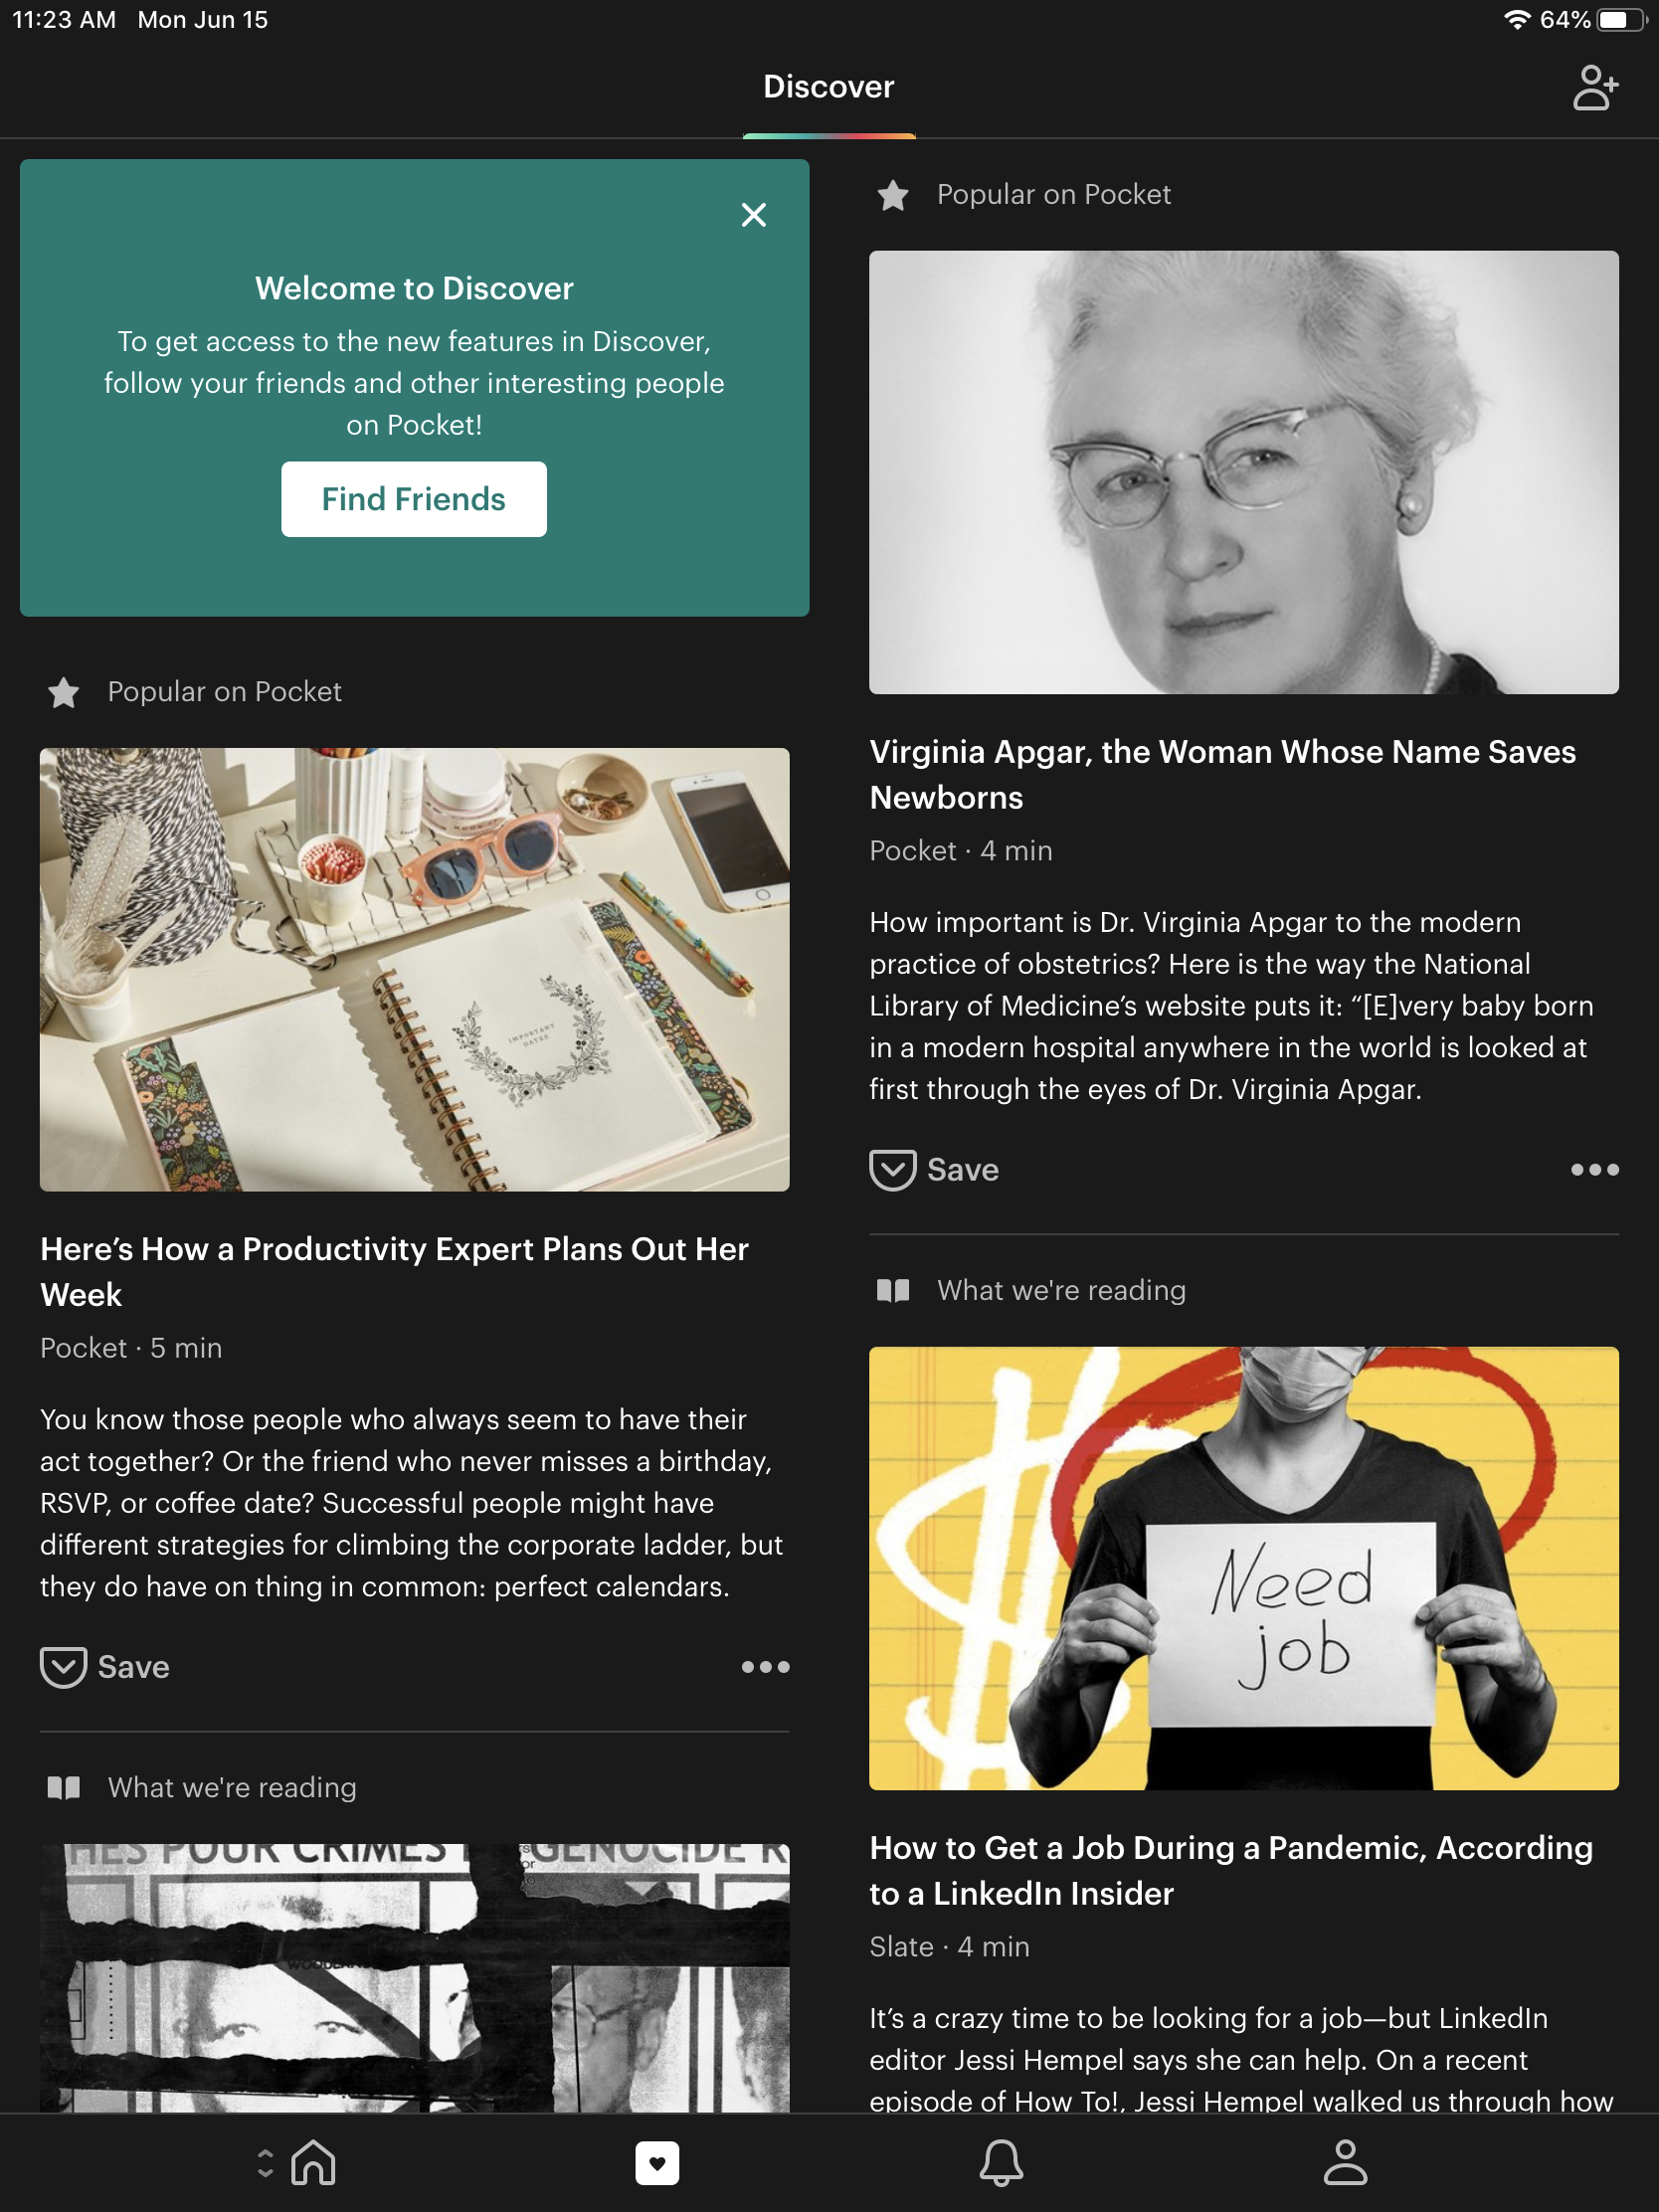 11:23 AM Mon Jun 15
64%
Discover
Welcome to Discover
To get access to the new features in Discover,
follow your friends and other interesting people
on Pocket!
Find Friends
Popular on Pocket
IMPORTANT
DATES
Here’s How a Productivity Expert Plans Out Her
Week
Pocket · 5 min
You know those people who always seem to have their
act together? Or the friend who never misses a birthday,
RSVP, or coffee date? Successful people might have
different strategies for climbing the corporate ladder, but
they do have on thing in common: perfect calendars.
Save
What we're reading
HES POUR CRIMES
GENOCIDE R
Popular on Pocket
Virginia Apgar, the Woman Whose Name Saves
Newborns
Pocket · 4 min
How important is Dr. Virginia Apgar to the modern
practice of obstetrics? Here is the way the National
Library of Medicine’s website puts it: “[E]very baby born
in a modern hospital anywhere in the world is looked at
first through the eyes of Dr. Virginia Apgar.
Save
What we're reading
Need
job
How to Get a Job During a Pandemic, According
to a LinkedIn Insider
Slate · 4 min
It’s a crazy time to be looking for a job—but LinkedIn
editor Jessi Hempel says she can help. On a recent
episode of How To!, Jessi Hempel walked us through how